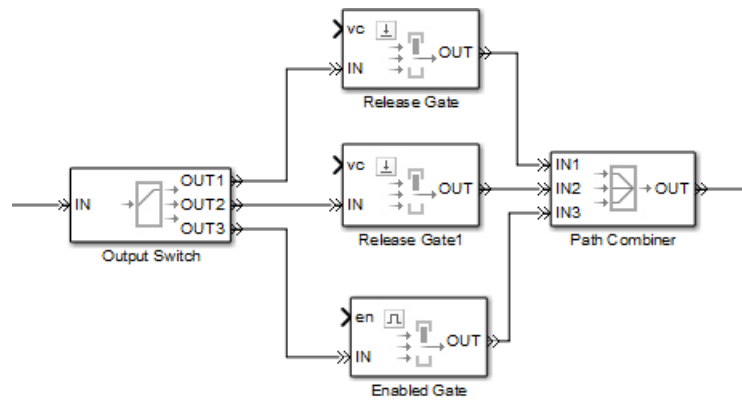 vc
OUT
IN
Release Gate
OUT1
IN
OUT2
OUT3
Output Switch
vc
OUT
IN
Release Gate1
IN1
IN2
OUT
IN3
Path Combiner
en
OUT
IN
Enabled Gate